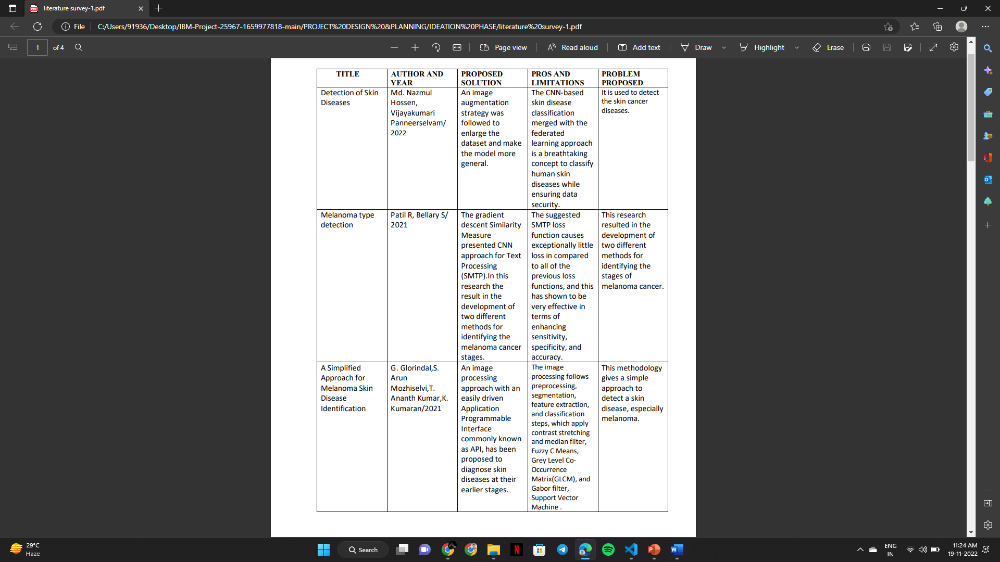 literature survey-1.pdf
File
C:/Users/91936/Desktop/IBM-Project-25967-1659977818-main/PROJECT%20DESIGN%20&PLANNING/IDEATION%20PHASE/literature%20survey-1.pdf
1 of 4
Page view
Read aloud
Add text
Draw
Highlight
Erase
TITLE
AUTHOR AND
YEAR
PROPOSED
SOLUTION
PROS AND
LIMITATIONS
PROBLEM
PROPOSED
Detection of Skin
Diseases
Md. Nazmul
Hossen,
Vijayakumari
Panneerselvam/
2022
An image
augmentation
strategy was
followed to
enlarge the
dataset and make
the model more
general.
The CNN-based
skin disease
classification
merged with the
federated
learning approach
is a breathtaking
concept to classify
human skin
diseases while
ensuring data
security.
It is used to detect
the skin cancer
diseases.
Melanoma type
detection
Patil R, Bellary S/
2021
The gradient
descent Similarity
Measure
presented CNN
approach for Text
Processing
(SMTP).In this
research the
result in the
development of
two different
methods for
identifying the
melanoma cancer
stages.
The suggested
SMTP loss
function causes
exceptionally little
loss in compared
to all of the
previous loss
functions, and this
has shown to be
very effective in
terms of
enhancing
sensitivity,
specificity, and
accuracy.
This research
resulted in the
development of
two different
methods for
identifying the
stages of
melanoma cancer.
A Simplified
Approach for
Melanoma Skin
Disease
Identification
G. Glorindal,S.
Arun
Mozhiselvi,T.
Ananth Kumar,K.
Kumaran/2021
An image
processing
approach with an
easily driven
Application
Programmable
Interface
commonly known
as API, has been
proposed to
diagnose skin
diseases at their
earlier stages.
The image
processing follows
preprocessing,
segmentation,
feature extraction,
and classification
steps, which apply
contrast stretching
and median filter,
Fuzzy C Means,
Grey Level Co-
Occurrence
Matrix(GLCM), and
Gabor filter,
Support Vector
Machine .
This methodology
gives a simple
approach to
detect a skin
disease, especially
melanoma.
29°C
Haze
Search
ENG
IN
11:24 AM
19-11-2022